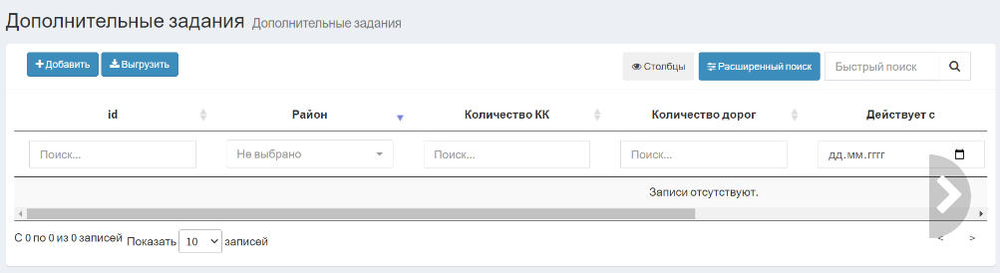 Дополнительные задания Дополнительные задания
Добавить Выгрузить Столбцы Расширенный поиск Быстрый поиск
id Район Количество КК Количество дорог Действует с
Поиск... Не выбрано Поиск... Поиск... дд.мм.гггг
Записи отсутствуют.
С 0 по 0 из 0 записей Показать 10 записей < >